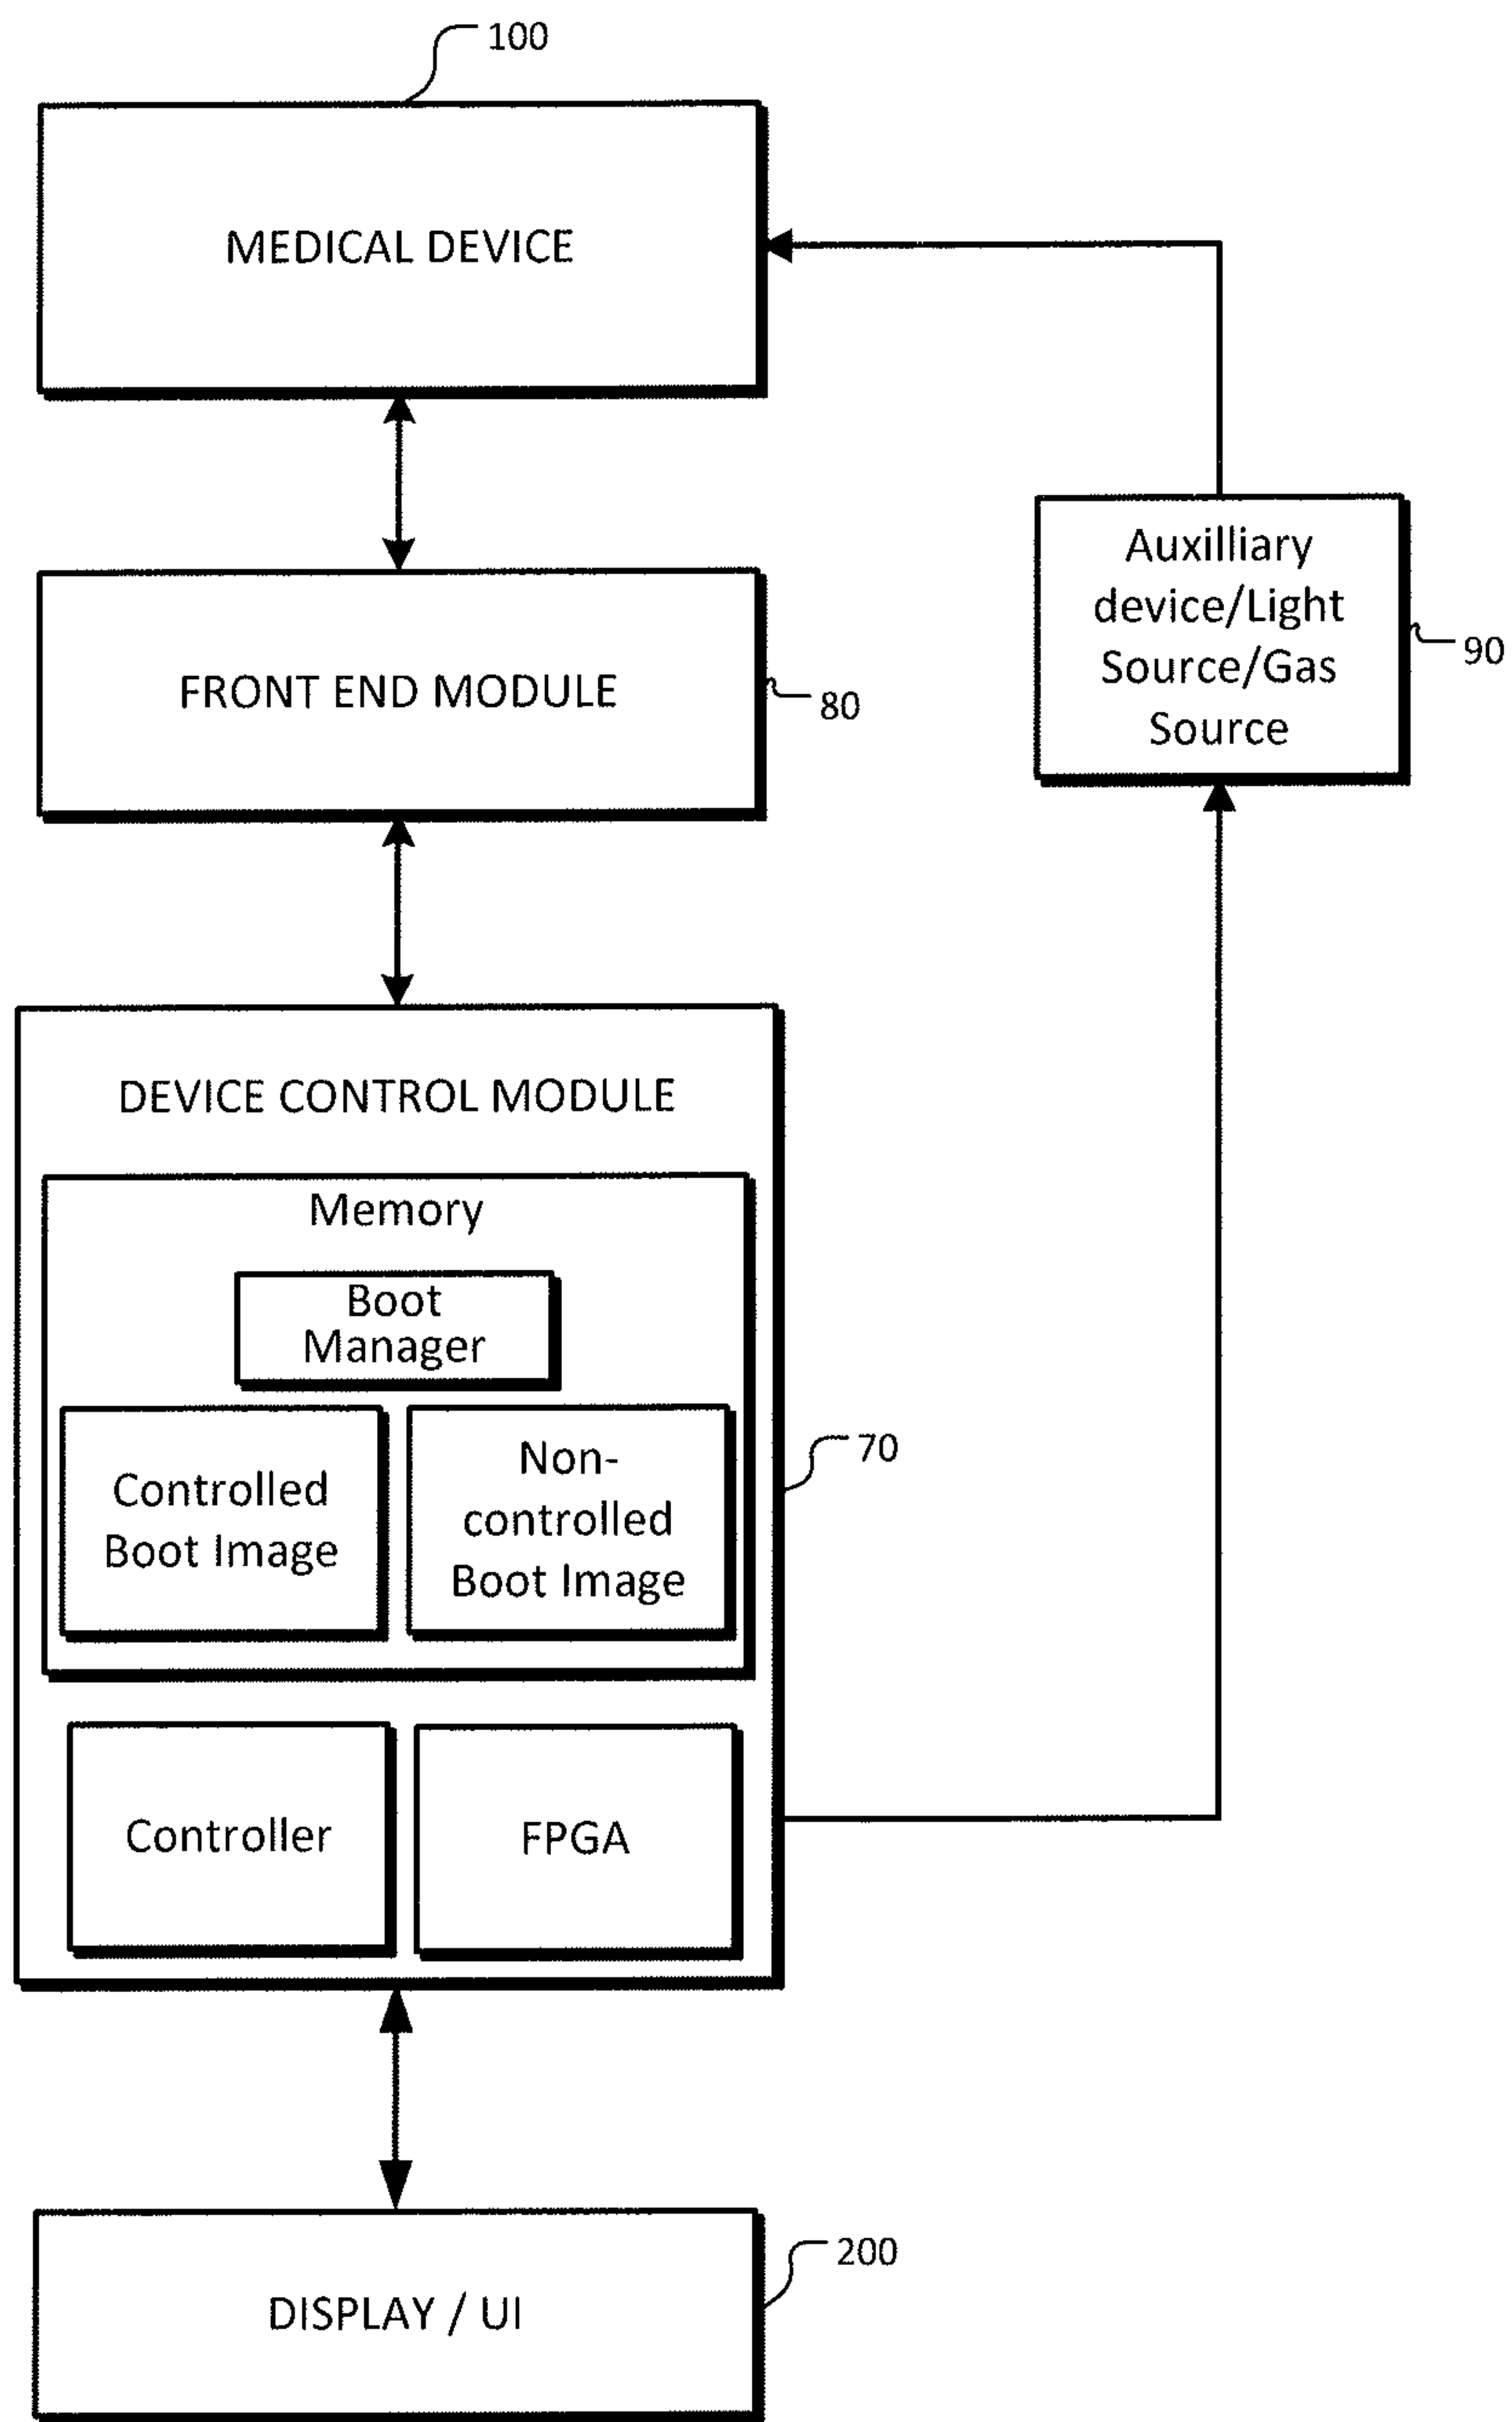 100
MEDICAL DEVICE
Auxilliary
device/Light
Source/Gas
Source
90
FRONT END MODULE
80
DEVICE CONTROL MODULE
Memory
Boot
Manager
Controlled
Boot Image
Non-
controlled
Boot Image
70
Controller
FPGA
200
DISPLAY / UI